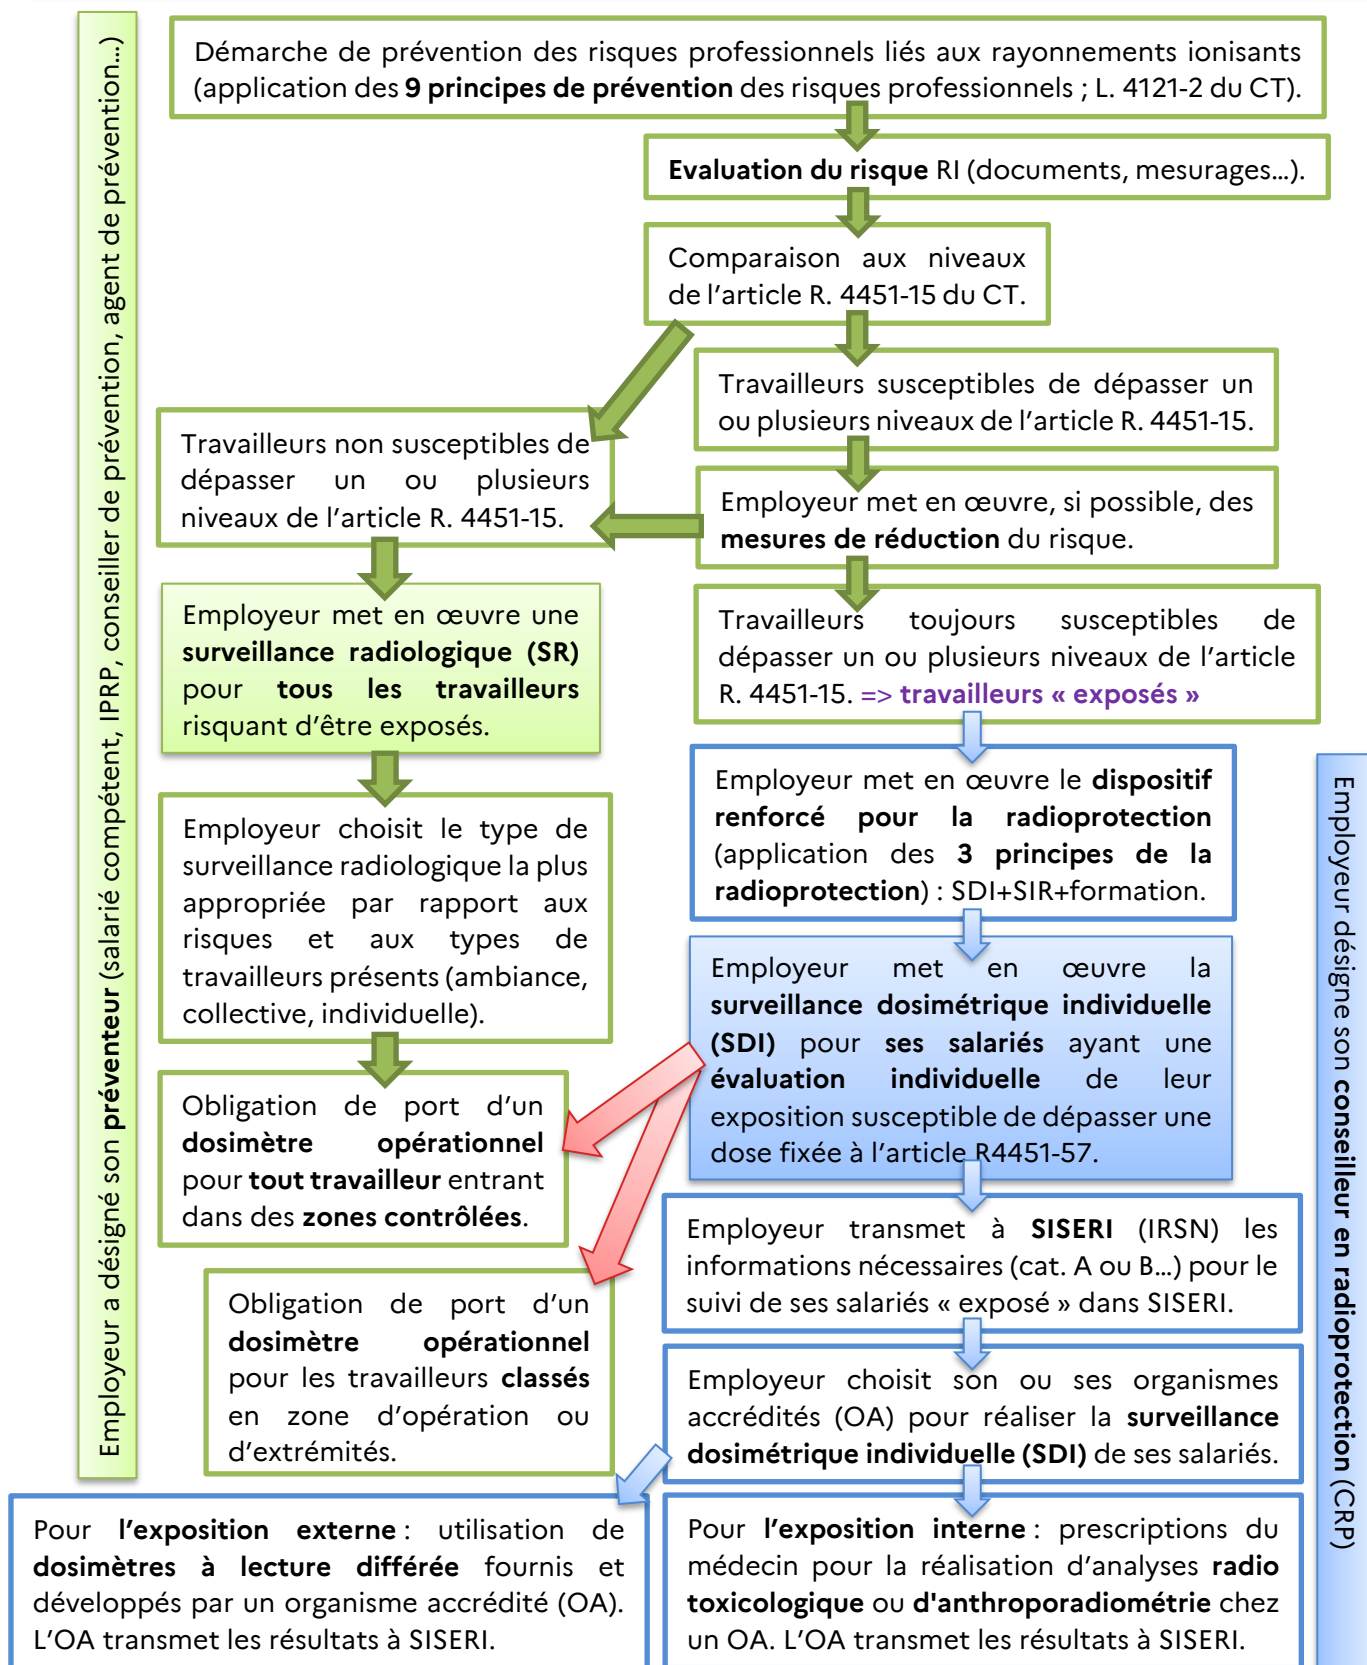 Employeur a désigné son préventeur (salarié compétent, IPRP, conseiller de prévention, agent de prévention…)
Démarche de prévention des risques professionnels liés aux rayonnements ionisants
(application des 9 principes de prévention des risques professionnels ; L. 4121-2 du CT).
Evaluation du risque RI (documents, mesurages…).
Comparaison aux niveaux
de l’article R. 4451-15 du CT.
Travailleurs susceptibles de dépasser un
ou plusieurs niveaux de l’article R. 4451-15.
Travailleurs non susceptibles de
dépasser un ou plusieurs
niveaux de l’article R. 4451-15.
Employeur met en œuvre, si possible, des
mesures de réduction du risque.
Employeur met en œuvre une
surveillance radiologique (SR)
pour tous les travailleurs
risquant d’être exposés.
Travailleurs toujours susceptibles de
dépasser un ou plusieurs niveaux de l’article
R. 4451-15. => travailleurs « exposés »
Employeur choisit le type de
surveillance radiologique la plus
appropriée par rapport aux
risques et aux types de
travailleurs présents (ambiance,
collective, individuelle).
Employeur met en œuvre le dispositif
renforcé pour la radioprotection
(application des 3 principes de la
radioprotection) : SDI+SIR+formation.
Employeur met en œuvre la
surveillance dosimétrique individuelle
(SDI) pour ses salariés ayant une
évaluation individuelle de leur
exposition susceptible de dépasser une
dose fixée à l’article R4451-57.
Obligation de port d’un
dosimètre opérationnel
pour tout travailleur entrant
dans des zones contrôlées.
Employeur transmet à SISERI (IRSN) les
informations nécessaires (cat. A ou B…) pour le
suivi de ses salariés « exposé » dans SISERI.
Obligation de port d’un
dosimètre opérationnel
pour les travailleurs classés
en zone d’opération ou
d’extrémités.
Employeur choisit son ou ses organismes
accrédités (OA) pour réaliser la surveillance
dosimétrique individuelle (SDI) de ses salariés.
Pour l’exposition externe : utilisation de
dosimètres à lecture différée fournis et
développés par un organisme accrédité (OA).
L’OA transmet les résultats à SISERI.
Pour l’exposition interne : prescriptions du
médecin pour la réalisation d’analyses radio
toxicologique ou d'anthroporadiométrie chez
un OA. L’OA transmet les résultats à SISERI.
Employeur désigne son conseilleur en radioprotection (CRP)